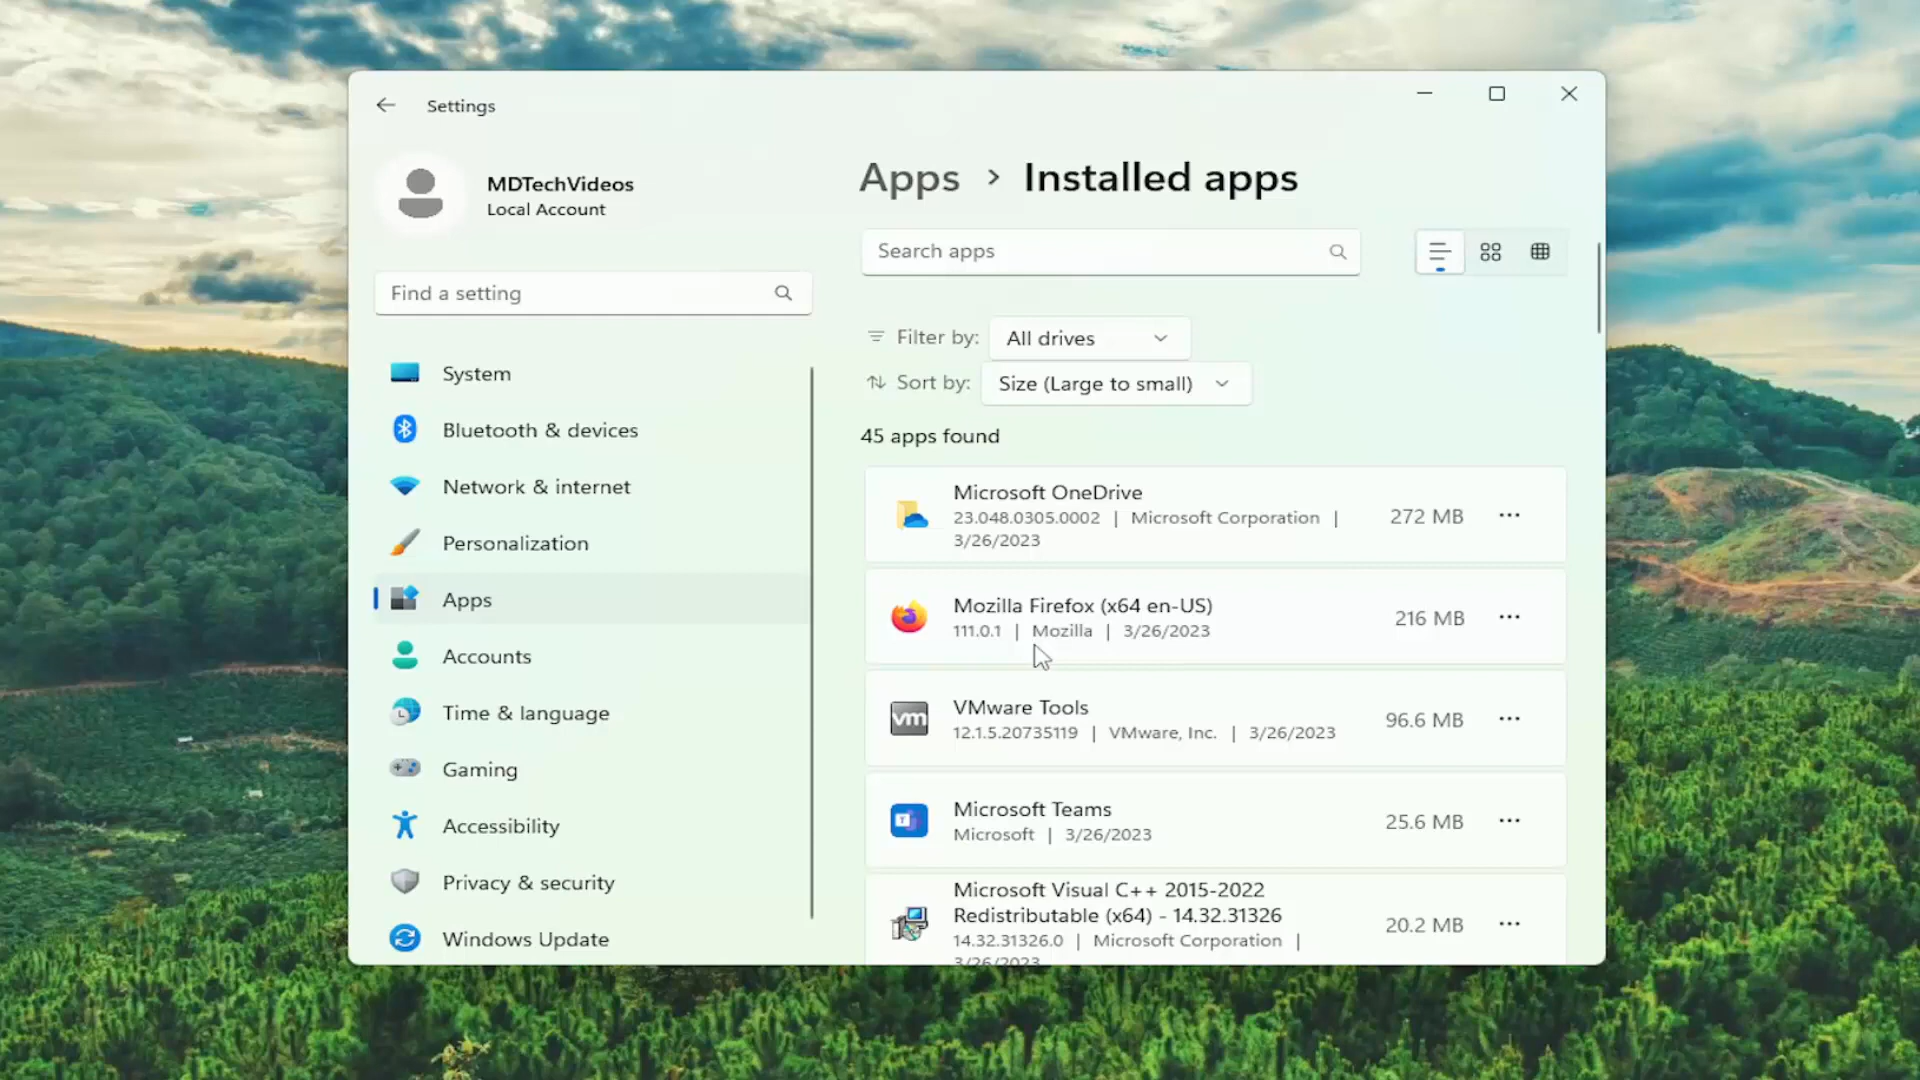 Settings
MDTechVideos
Local Account
Find a setting
System
Bluetooth & devices
Network & internet
Personalization
Apps
Accounts
Time & language
Gaming
Accessibility
Privacy & security
Windows Update
Apps > Installed apps
Search apps
Filter by: All drives
Sort by: Size (Large to small)
45 apps found
Microsoft OneDrive
23.048.0305.0002 | Microsoft Corporation |
3/26/2023
272 MB
Mozilla Firefox (x64 en-US)
111.0.1 | Mozilla | 3/26/2023
216 MB
vm
VMware Tools
12.1.5.20735119 | VMware, Inc. | 3/26/2023
96.6 MB
T
Microsoft Teams
Microsoft | 3/26/2023
25.6 MB
Microsoft Visual C++ 2015-2022
Redistributable (x64) - 14.32.31326
14.32.31326.0 | Microsoft Corporation |
3/26/2023
20.2 MB